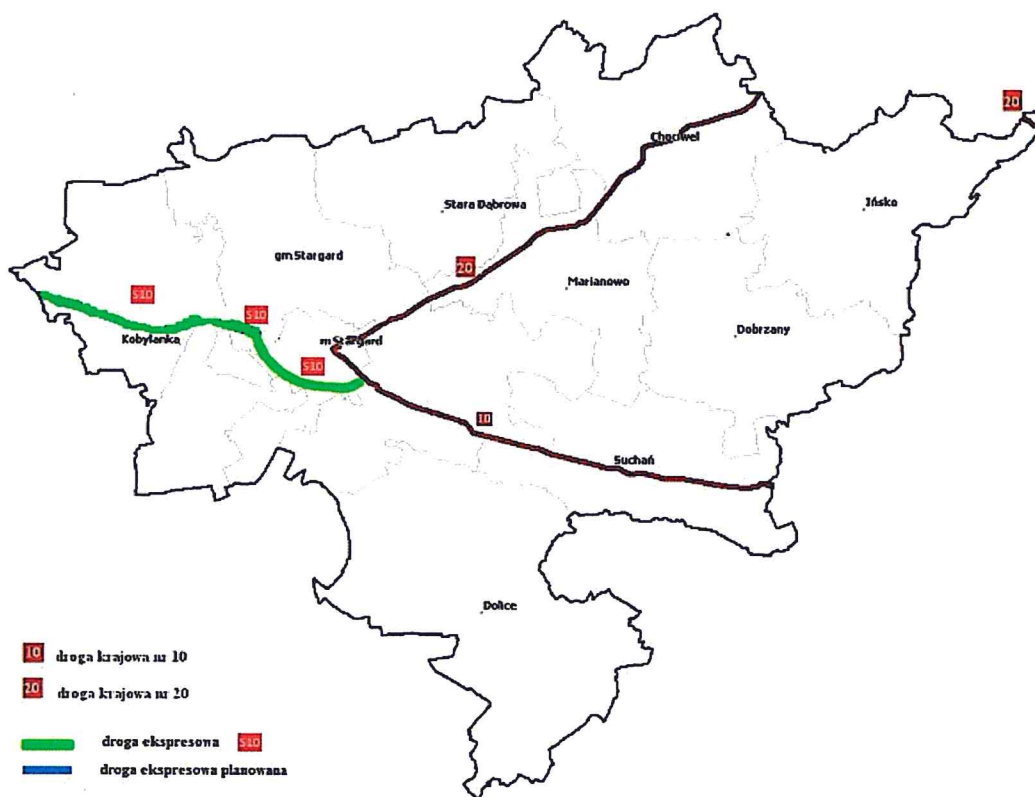 20
Chociwel
Ińsko
Stara Dąbrowa
gm Stargard
20
Marianowo
S10
S10
Kobylanka
m Stargard
Dobrzany
S10
10
Suchań
Dolice
10 droga krajowa nr 10
20 droga krajowa nr 20
droga ekspresowa S10
droga ekspresowa planowana